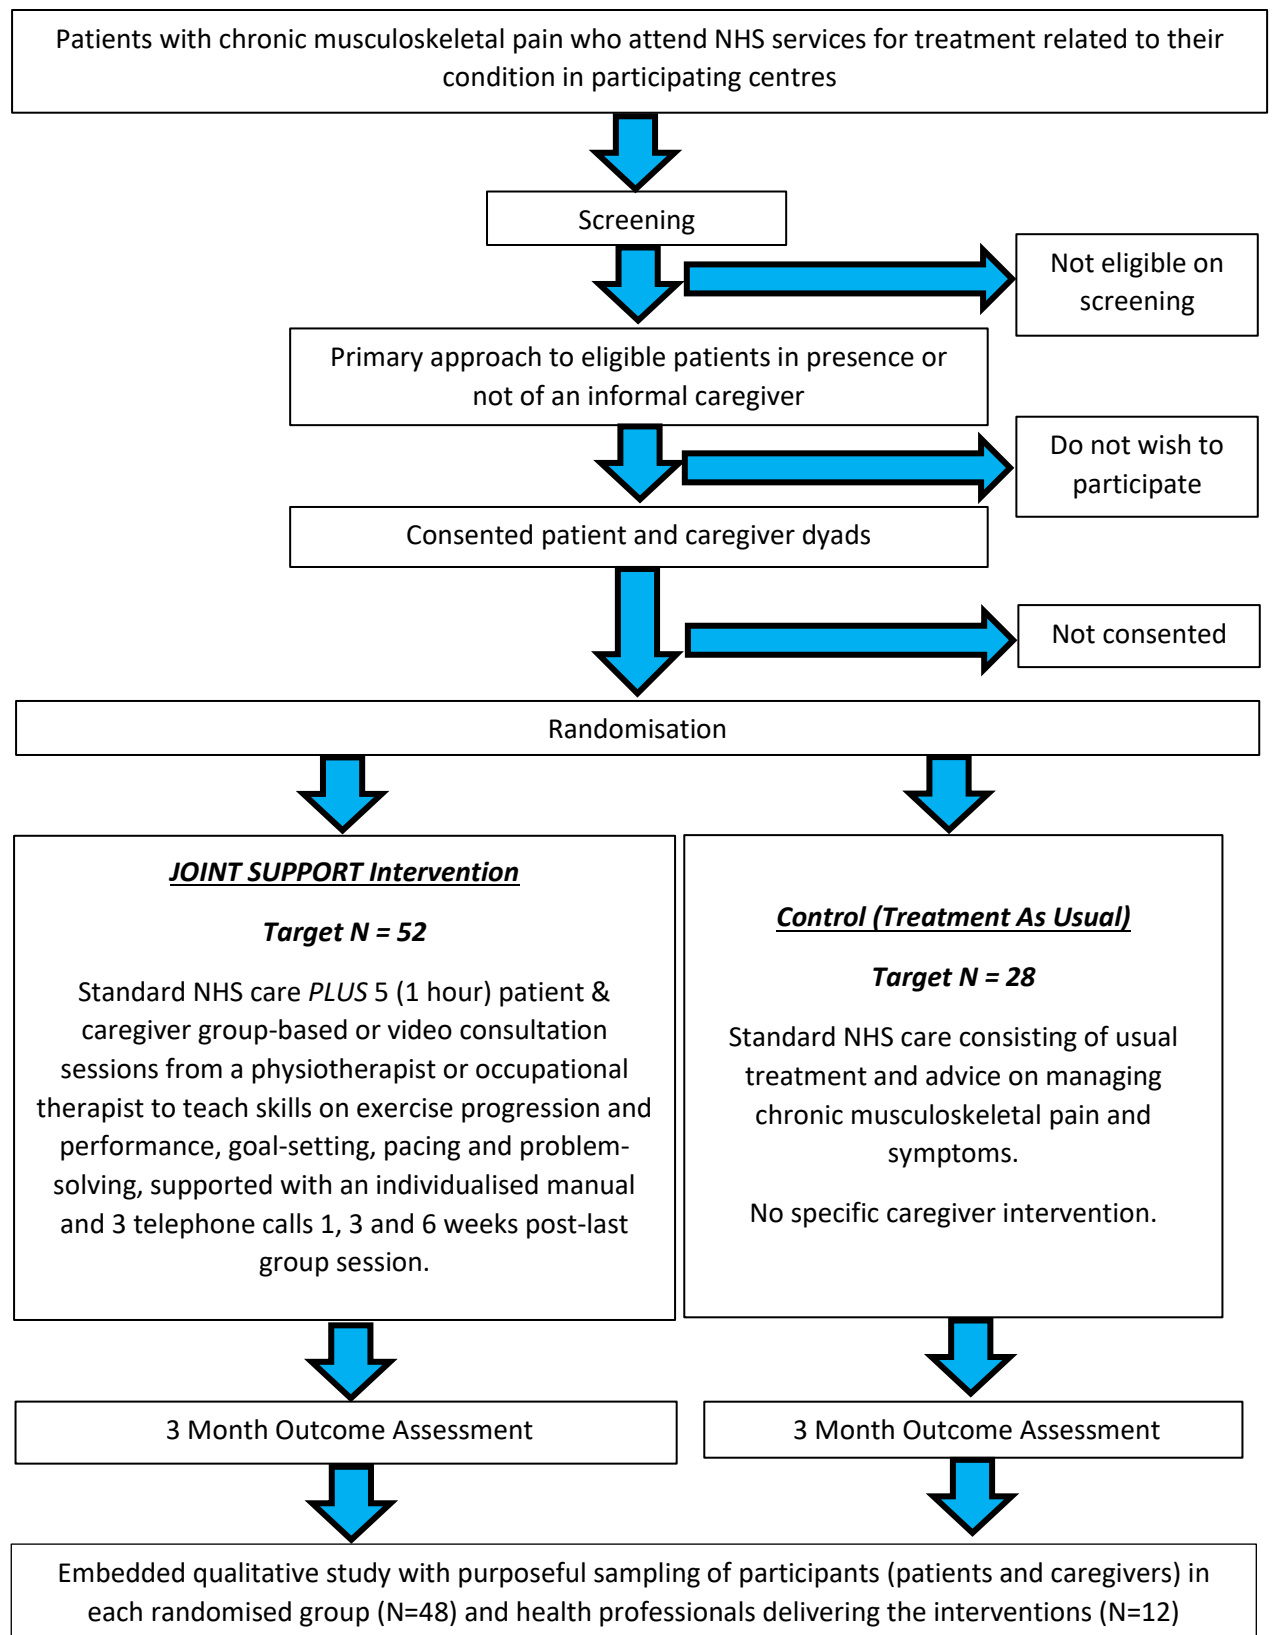 Patients with chronic musculoskeletal pain who attend NHS services for treatment related to their
condition in participating centres
Screening
Not eligible on
screening
Primary approach to eligible patients in presence or
not of an informal caregiver
Do not wish to
participate
Consented patient and caregiver dyads
Not consented
Randomisation
JOINT SUPPORT Intervention
Target N = 52
Standard NHS care PLUS 5 (1 hour) patient &
caregiver group-based or video consultation
sessions from a physiotherapist or occupational
therapist to teach skills on exercise progression and
performance, goal-setting, pacing and problem-
solving, supported with an individualised manual
and 3 telephone calls 1, 3 and 6 weeks post-last
group session.
Control (Treatment As Usual)
Target N = 28
Standard NHS care consisting of usual
treatment and advice on managing
chronic musculoskeletal pain and
symptoms.
No specific caregiver intervention.
3 Month Outcome Assessment
3 Month Outcome Assessment
Embedded qualitative study with purposeful sampling of participants (patients and caregivers) in
each randomised group (N=48) and health professionals delivering the interventions (N=12)